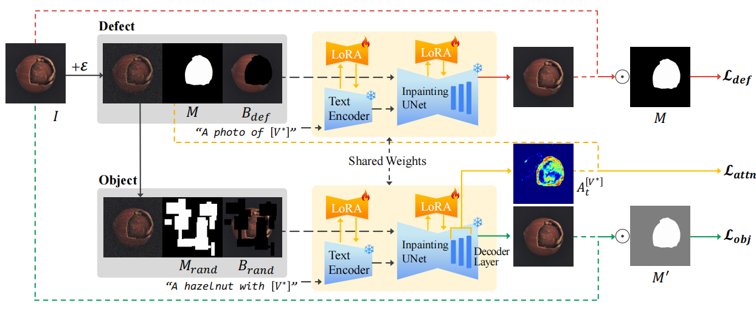 Defect
LoRA
LoRA
+ε
I
M
B_def
Text
Encoder
Inpainting
UNet
M
ℒ_def
"A photo of [V*]"
Shared Weights
A_t^[V*]
ℒ_attn
Object
LoRA
LoRA
Text
Encoder
Inpainting
UNet
Decoder
Layer
M_rand
B_rand
M'
ℒ_obj
"A hazelnut with [V*]"